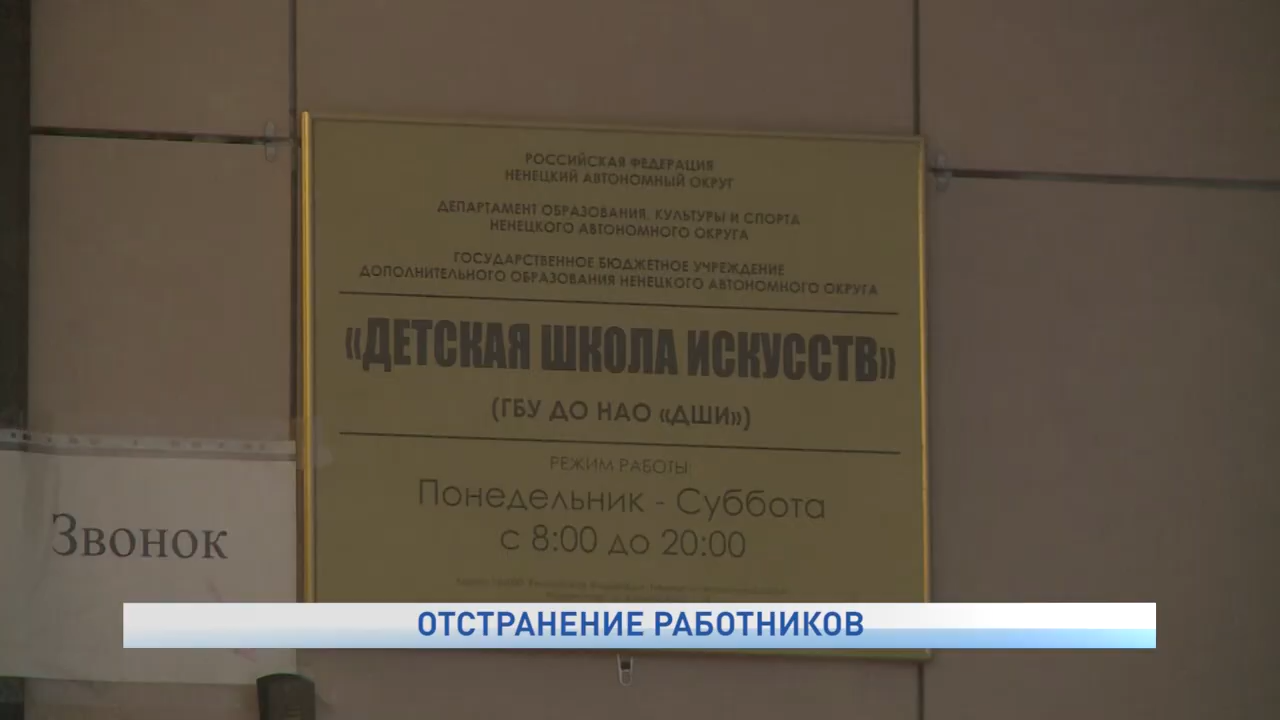 РОССИЙСКАЯ ФЕДЕРАЦИЯ
НЕНЕЦКИЙ АВТОНОМНЫЙ ОКРУГ
ДЕПАРТАМЕНТ ОБРАЗОВАНИЯ, КУЛЬТУРЫ И СПОРТА
НЕНЕЦКОГО АВТОНОМНОГО ОКРУГА
ГОСУДАРСТВЕННОЕ БЮДЖЕТНОЕ УЧРЕЖДЕНИЕ
ДОПОЛНИТЕЛЬНОГО ОБРАЗОВАНИЯ НЕНЕЦКОГО АВТОНОМНОГО ОКРУГА
«ДЕТСКАЯ ШКОЛА ИСКУССТВ»
(ГБУ ДО НАО «ДШИ»)
РЕЖИМ РАБОТЫ
Понедельник - Суббота
с 8:00 до 20:00
Звонок
ОТСТРАНЕНИЕ РАБОТНИКОВ